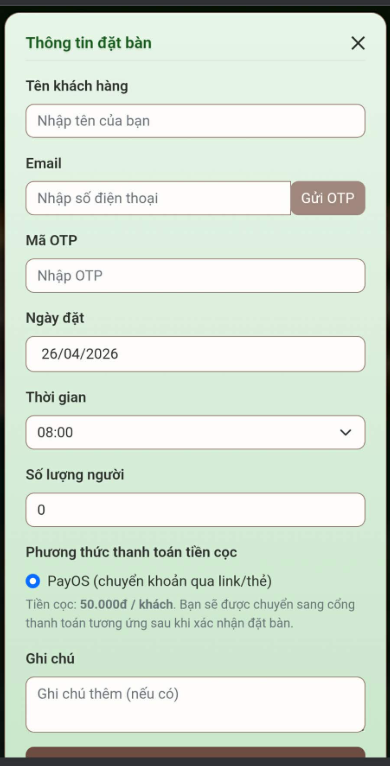 Thông tin đặt bàn
Tên khách hàng
Nhập tên của bạn
Email
Nhập số điện thoại
Gửi OTP
Mã OTP
Nhập OTP
Ngày đặt
26/04/2026
Thời gian
08:00
Số lượng người
0
Phương thức thanh toán tiền cọc
PayOS (chuyển khoản qua link/thẻ)
Tiền cọc: 50.000đ / khách. Bạn sẽ được chuyển sang cổng
thanh toán tương ứng sau khi xác nhận đặt bàn.
Ghi chú
Ghi chú thêm (nếu có)